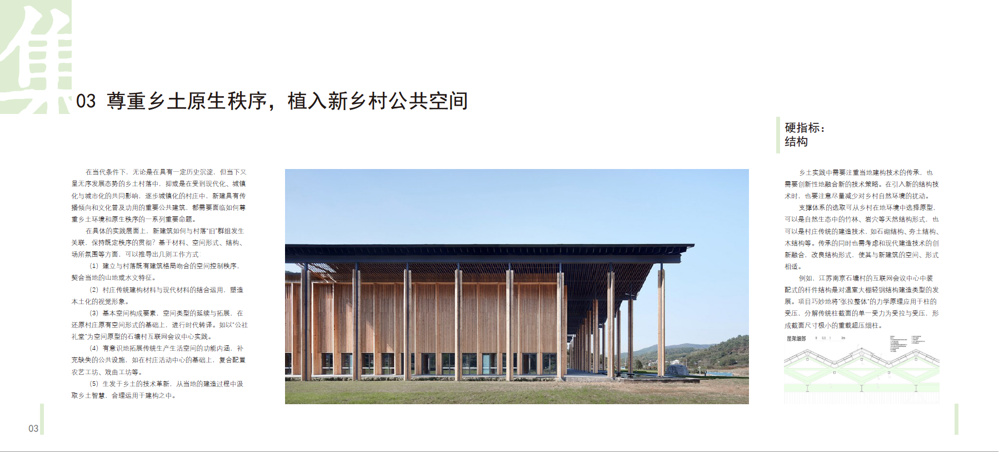 集
03 尊重乡土原生秩序，植入新乡村公共空间
在当代条件下，无论是在具有一定历史沉淀，但当下又
呈无序发展态势的乡土村落中，抑或是在受到现代化、城镇
化与城市化的共同影响，逐步城镇化的村庄中，新建具有传
播倾向和文化普及功用的重要公共建筑，都需要面临如何尊
重乡土环境和原生秩序的一系列重要命题。
在具体的实践层面上，新建筑如何与村落“旧”群组发生
关联，保持既定秩序的贯彻？基于材料、空间形式、结构、
场所氛围等方面，可以推导出几则工作方式：
（1）建立与村落既有建筑格局吻合的空间控制秩序，
契合当地的山地或水文特征。
（2）村庄传统建构材料与现代材料的结合运用，塑造
本土化的视觉形象。
（3）基本空间构成要素，空间类型的延续与拓展，在
还原村庄原有空间形式的基础上，进行时代转译。如以“公社
礼堂”为空间原型的石塘村互联网会议中心实践。
（4）有意识地拓展传统生产生活空间的功能内涵，补
充缺失的公共设施，如在村庄活动中心的基础上，复合配置
农艺工坊、戏曲工坊等。
（5）生发于乡土的技术革新，从当地的建造过程中汲
取乡土智慧，合理运用于建构之中。
03
硬指标：
结构
乡土实践中需要注重当地建构技术的传承，也
需要创新性地融合新的技术策略。在引入新的结构技
术时，也要注意尽量减少对乡村自然环境的扰动。
支撑体系的选取可从乡村在地环境中选择原型，
可以是自然生态中的竹林、岩穴等天然结构形式，也
可以是村庄传统的建造技术，如石砌结构、夯土结构、
木结构等。传承的同时也需考虑和现代建造技术的创
新融合，改良结构形式，使其与新建筑的空间、形式
相适。
例如，江苏南京石塘村的互联网会议中心中装
配式的杆件结构是对温室大棚轻钢结构建造类型的发
展。项目巧妙地将“张拉整体”的力学原理应用于柱的
受压，分解传统柱截面的单一受力为受拉与受压，形
成截面尺寸极小的重载超压细柱。
屋架细部 0 0.5 1 2m